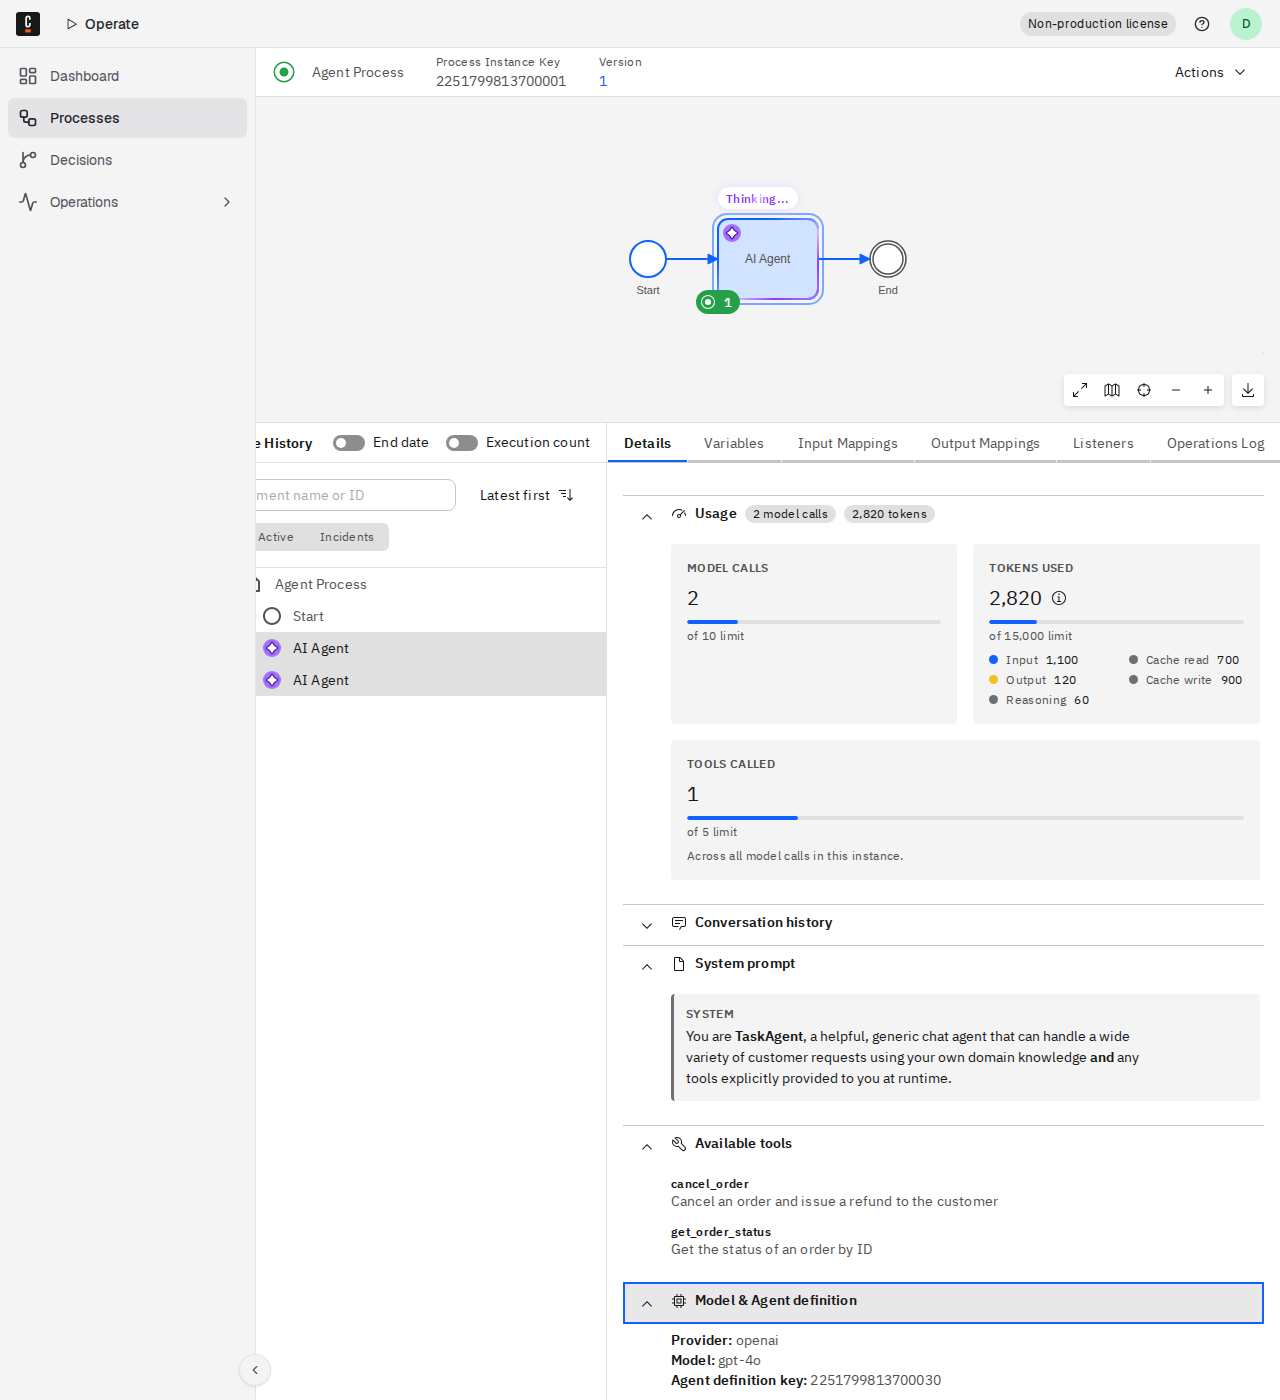 Operate
Non-production license
D
Dashboard
Processes
Decisions
Operations
Agent Process
Process Instance Key
2251799813700001
Version
1
Actions
Thinking...
AI Agent
Start
End
1
e History
End date
Execution count
ment name or ID
Latest first
Active
Incidents
Agent Process
Start
AI Agent
AI Agent
Details
Variables
Input Mappings
Output Mappings
Listeners
Operations Log
Usage
2 model calls
2,820 tokens
MODEL CALLS
2
of 10 limit
TOKENS USED
2,820
of 15,000 limit
Input 1,100
Cache read 700
Output 120
Cache write 900
Reasoning 60
TOOLS CALLED
1
of 5 limit
Across all model calls in this instance.
Conversation history
System prompt
SYSTEM
You are TaskAgent, a helpful, generic chat agent that can handle a wide
variety of customer requests using your own domain knowledge and any
tools explicitly provided to you at runtime.
Available tools
cancel_order
Cancel an order and issue a refund to the customer
get_order_status
Get the status of an order by ID
Model & Agent definition
Provider: openai
Model: gpt-4o
Agent definition key: 2251799813700030